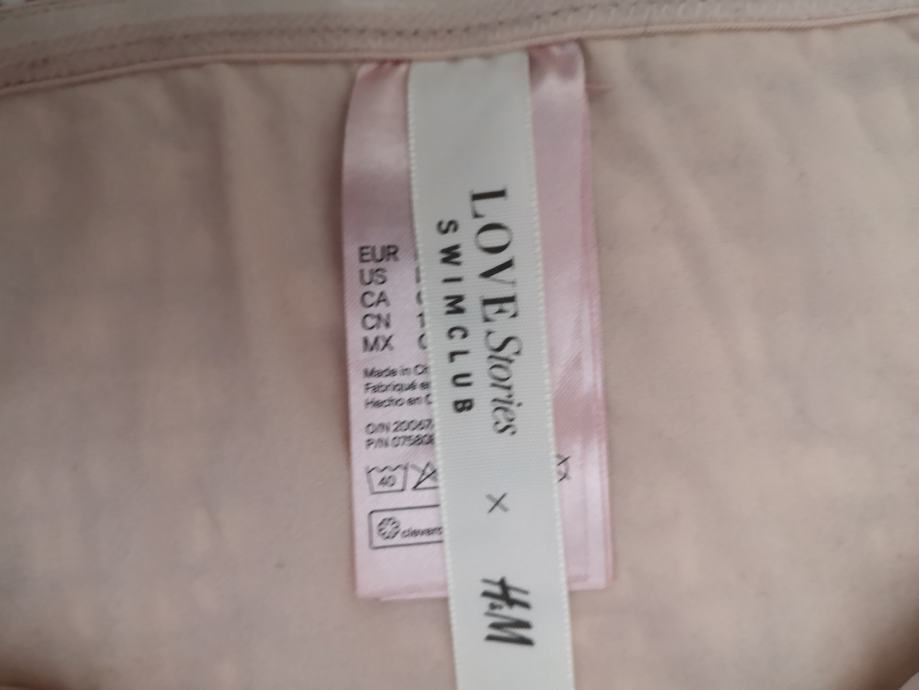 LOVE Stories
SWIMCLUB
×
H&M
EUR
US
CA
CN
MX
Made in
Fabriqué
Hecho en
O/N
P/N
40